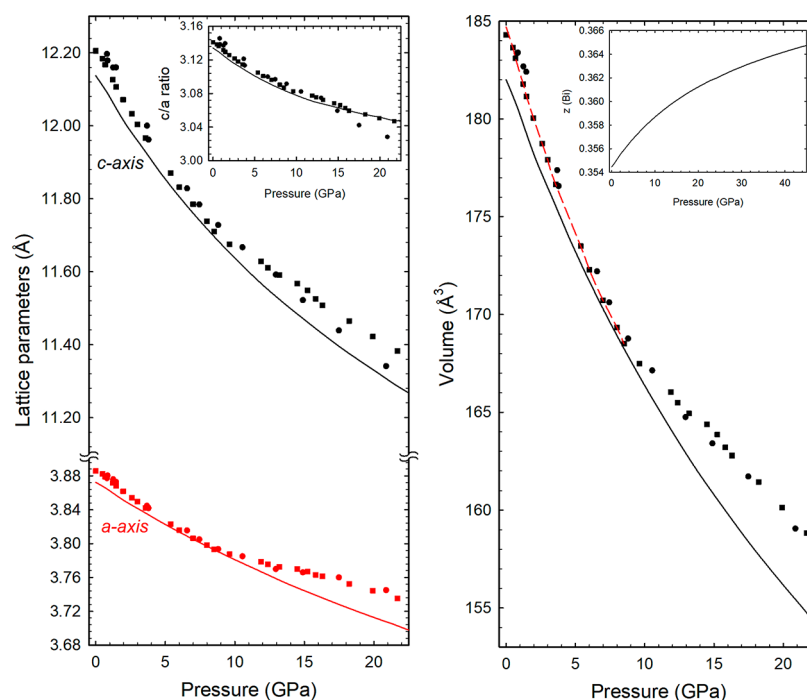 12.20
12.00
11.80
11.60
11.40
11.20
3.88
3.84
3.80
3.76
3.72
3.68
Lattice parameters (Å)
c-axis
a-axis
0 5 10 15 20
Pressure (GPa)
3.16
3.12
3.08
3.04
3.00
c/a ratio
0 5 10 15 20
Pressure (GPa)
185
180
175
170
165
160
155
Volume (Å³)
0 5 10 15 20
Pressure (GPa)
0.366
0.364
0.360
0.358
0.356
0.354
z (Bi)
0 10 20 30 40
Pressure (GPa)